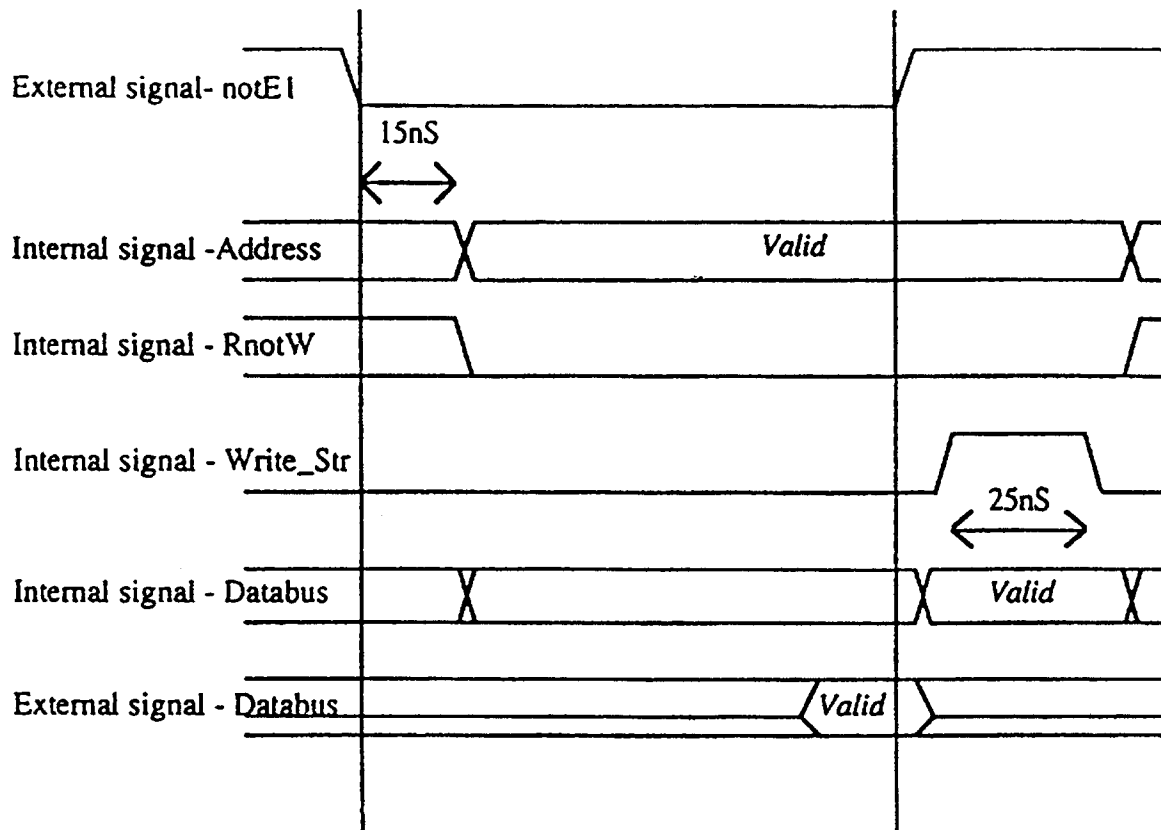 External signal- notE1
15nS
Internal signal -Address
Valid
Internal signal - RnotW
Internal signal - Write_Str
25nS
Internal signal - Databus
Valid
External signal - Databus
Valid